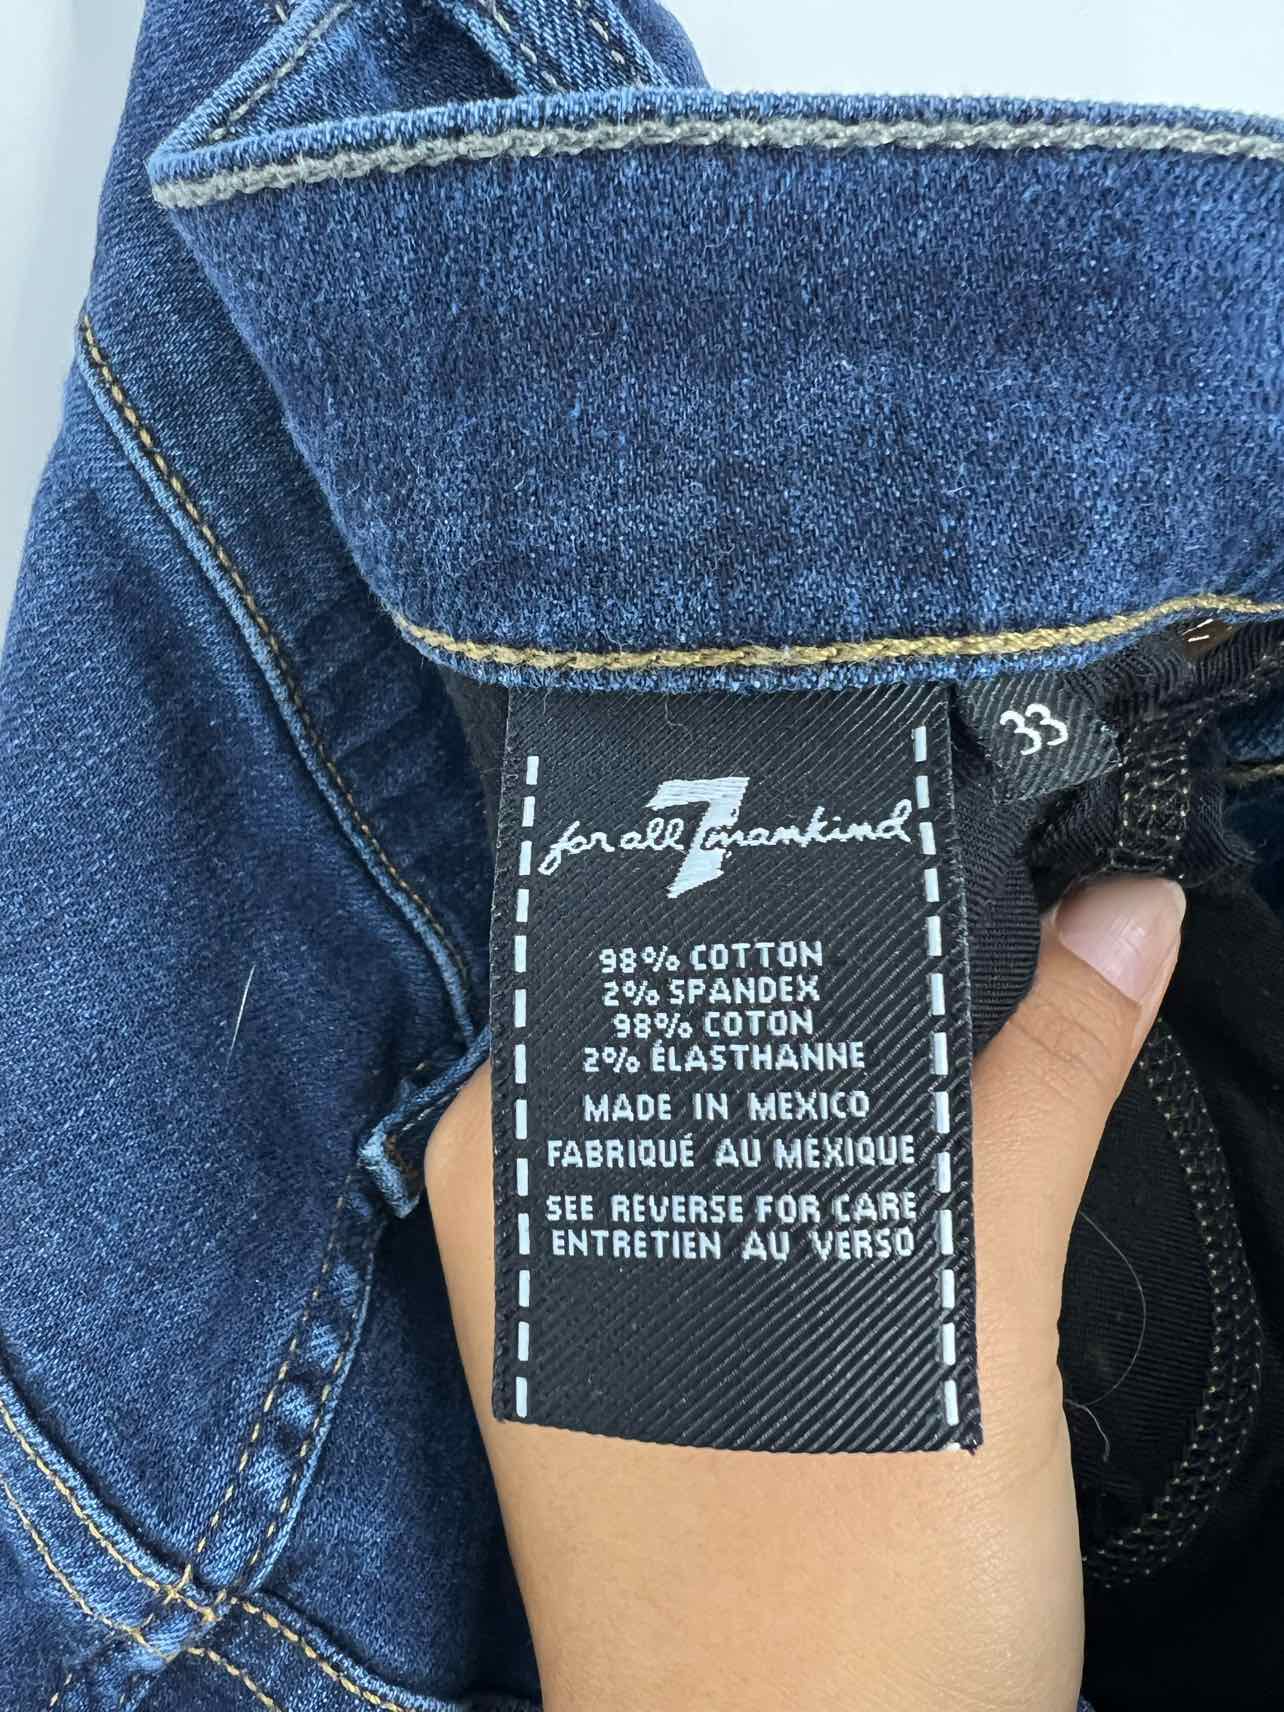 33
for all 7 mankind
98% COTTON
2% SPANDEX
98% COTON
2% ÉLASTHANNE
MADE IN MEXICO
FABRIQUÉ AU MEXIQUE
SEE REVERSE FOR CARE
ENTRETIEN AU VERSO